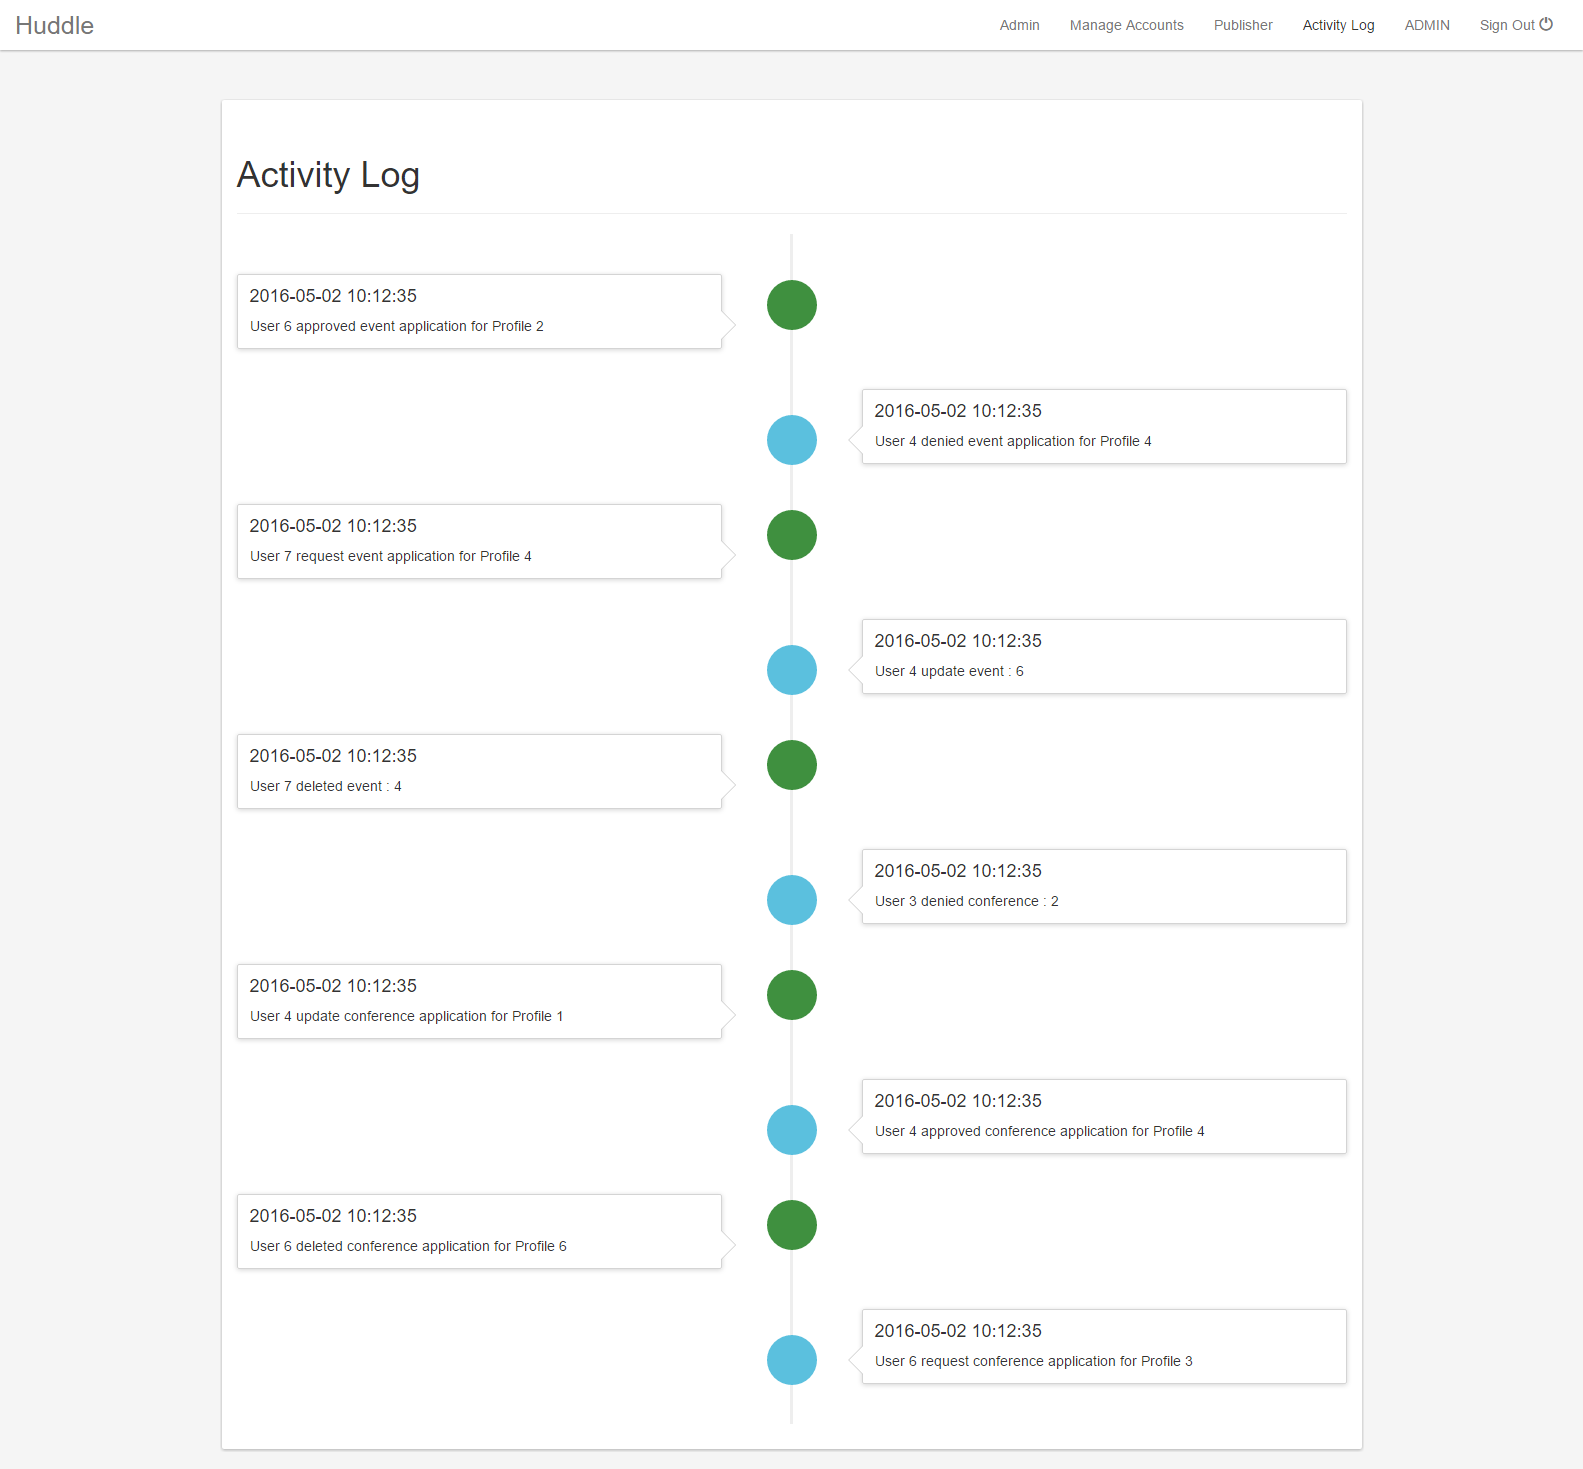 Huddle
Admin Manage Accounts Publisher Activity Log ADMIN Sign Out
Activity Log
2016-05-02 10:12:35
User 6 approved event application for Profile 2
2016-05-02 10:12:35
User 4 denied event application for Profile 4
2016-05-02 10:12:35
User 7 request event application for Profile 4
2016-05-02 10:12:35
User 4 update event : 6
2016-05-02 10:12:35
User 7 deleted event : 4
2016-05-02 10:12:35
User 3 denied conference : 2
2016-05-02 10:12:35
User 4 update conference application for Profile 1
2016-05-02 10:12:35
User 4 approved conference application for Profile 4
2016-05-02 10:12:35
User 6 deleted conference application for Profile 6
2016-05-02 10:12:35
User 6 request conference application for Profile 3